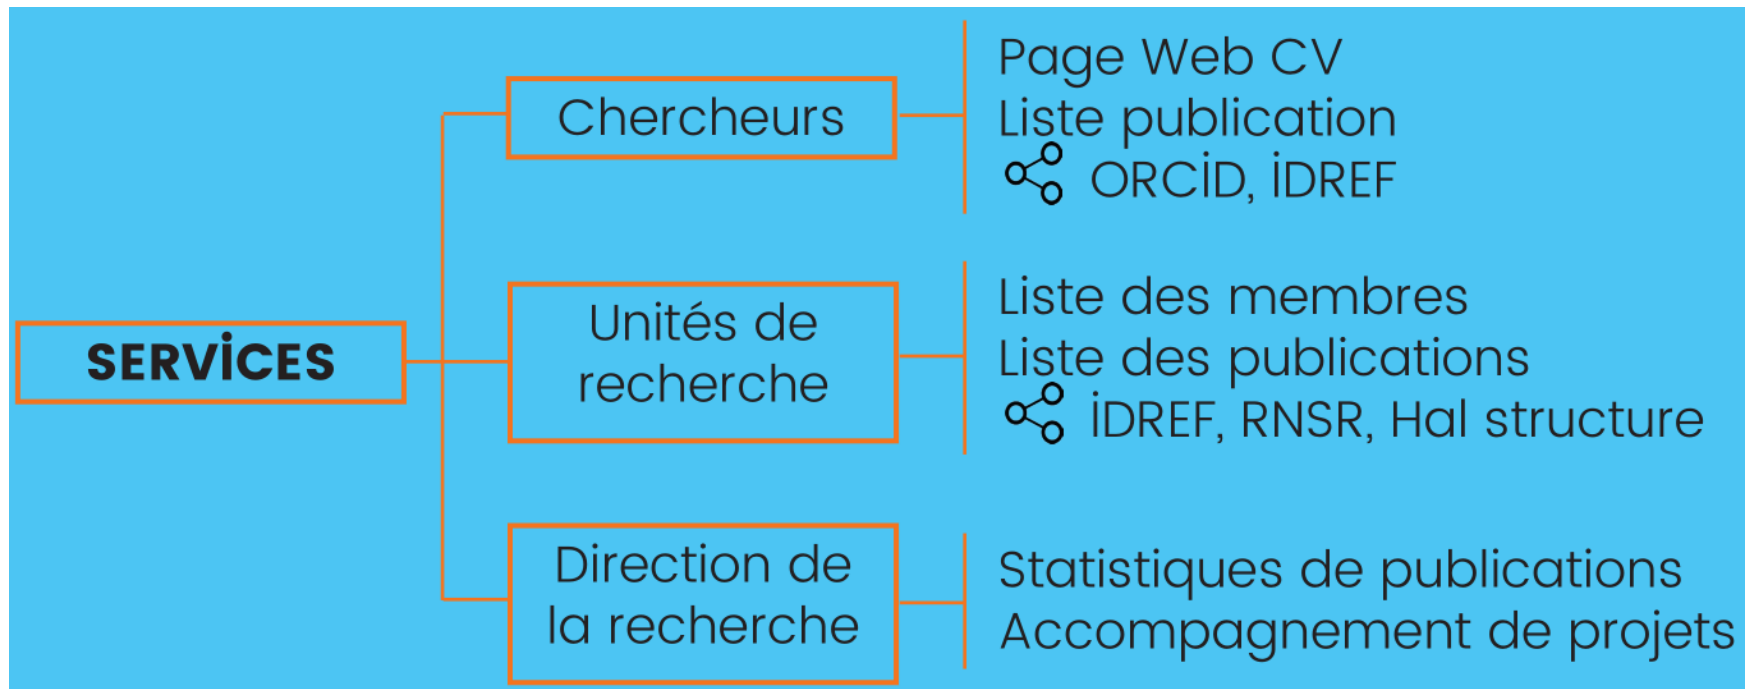 SERVİCES
Chercheurs
Page Web CV
Liste publication
ORCİD, İDREF
Unités de
recherche
Liste des membres
Liste des publications
İDREF, RNSR, Hal structure
Direction de
la recherche
Statistiques de publications
Accompagnement de projets